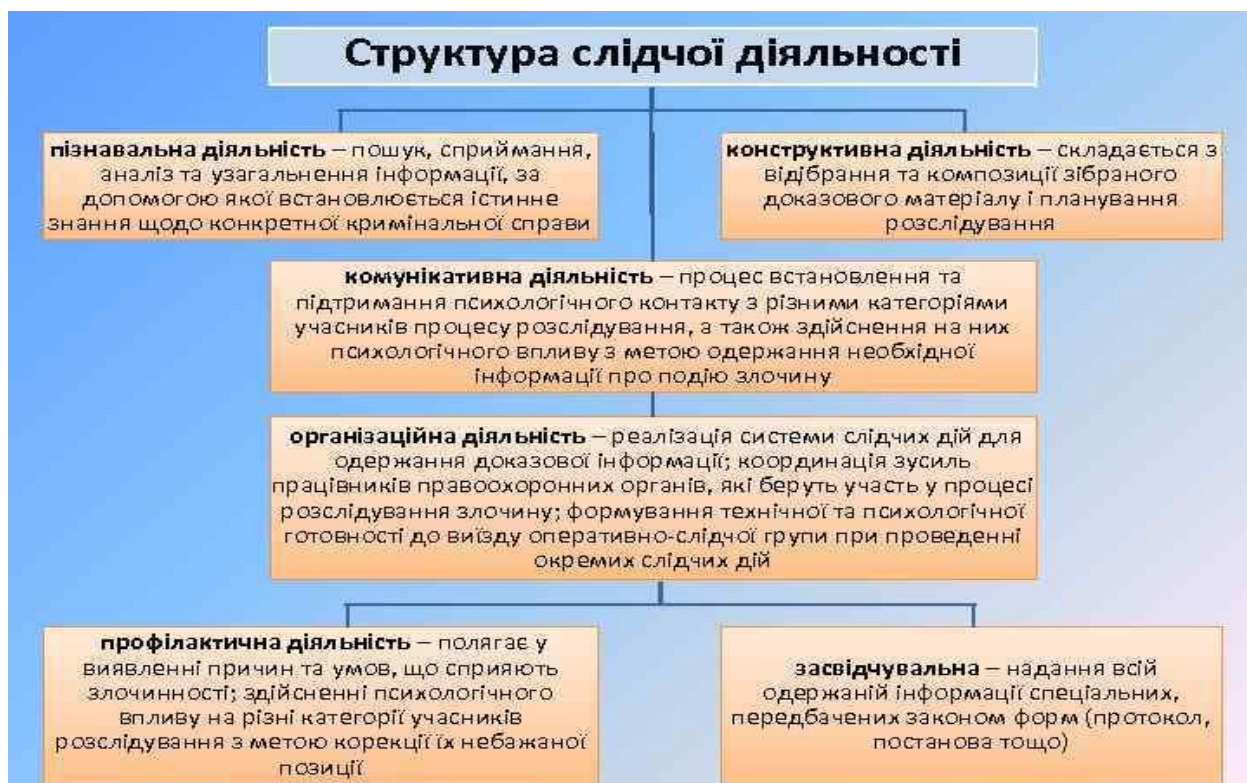 Структура слідчої діяльності
пізнавальна діяльність – пошук, сприймання,
аналіз та узагальнення інформації, за
допомогою якої встановлюється істинне
знання щодо конкретної кримінальної справи
конструктивна діяльність – складається з
відібрання та композиції зібраного
доказового матеріалу і планування
розслідування
комунікативна діяльність – процес встановлення та
підтримання психологічного контакту з різними категоріями
учасників процесу розслідування, а також здійснення на них
психологічного впливу з метою одержання необхідної
інформації про подію злочину
організаційна діяльність – реалізація системи слідчих дій для
одержання доказової інформації; координація зусиль
працівників правоохоронних органів, які беруть участь у процесі
розслідування злочину; формування технічної та психологічної
готовності до виїзду оперативно-слідчої групи при проведенні
окремих слідчих дій
профілактична діяльність – полягає у
виявленні причин та умов, що сприяють
злочинності; здійсненні психологічного
впливу на різні категорії учасників
розслідування з метою корекції їх небажаної
позиції
засвідчувальна – надання всій
одержаній інформації спеціальних,
передбачених законом форм (протокол,
постанова тощо)